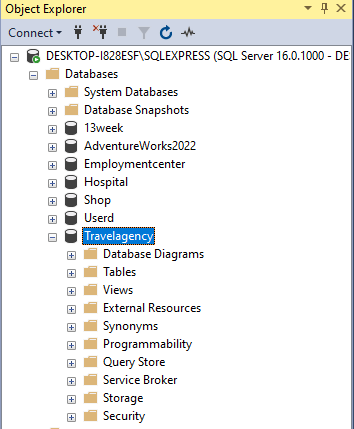 Object Explorer
Connect
DESKTOP-I828ESF\SQLEXPRESS (SQL Server 16.0.1000 - DE
Databases
System Databases
Database Snapshots
13week
AdventureWorks2022
Employmentcenter
Hospital
Shop
Userd
Travelagency
Database Diagrams
Tables
Views
External Resources
Synonyms
Programmability
Query Store
Service Broker
Storage
Security